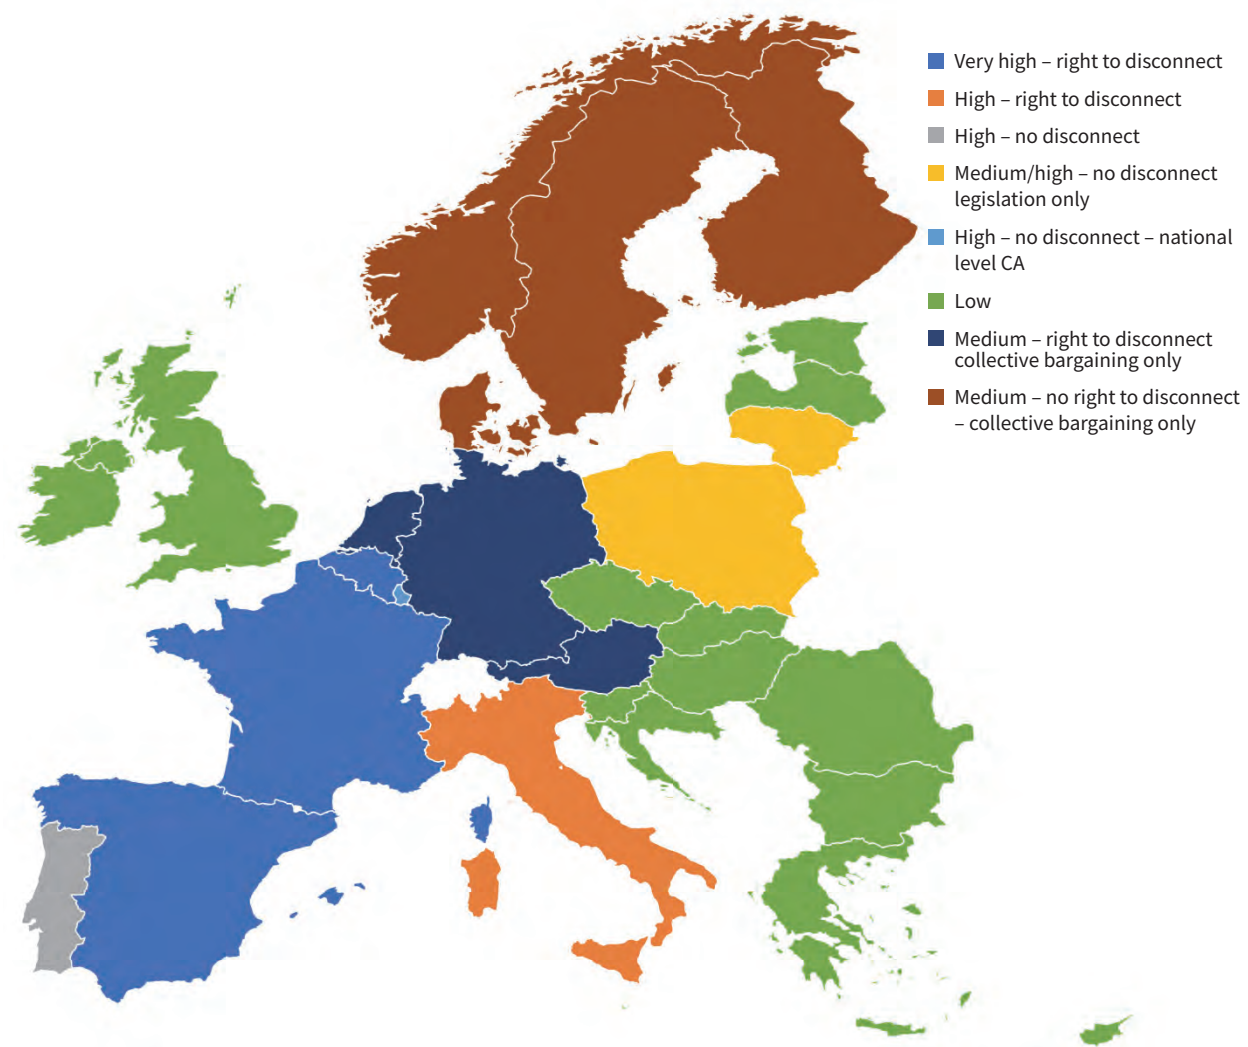 Very high – right to disconnect
High – right to disconnect
High – no disconnect
Medium/high – no disconnect
legislation only
High – no disconnect – national
level CA
Low
Medium – right to disconnect
collective bargaining only
Medium – no right to disconnect
– collective bargaining only